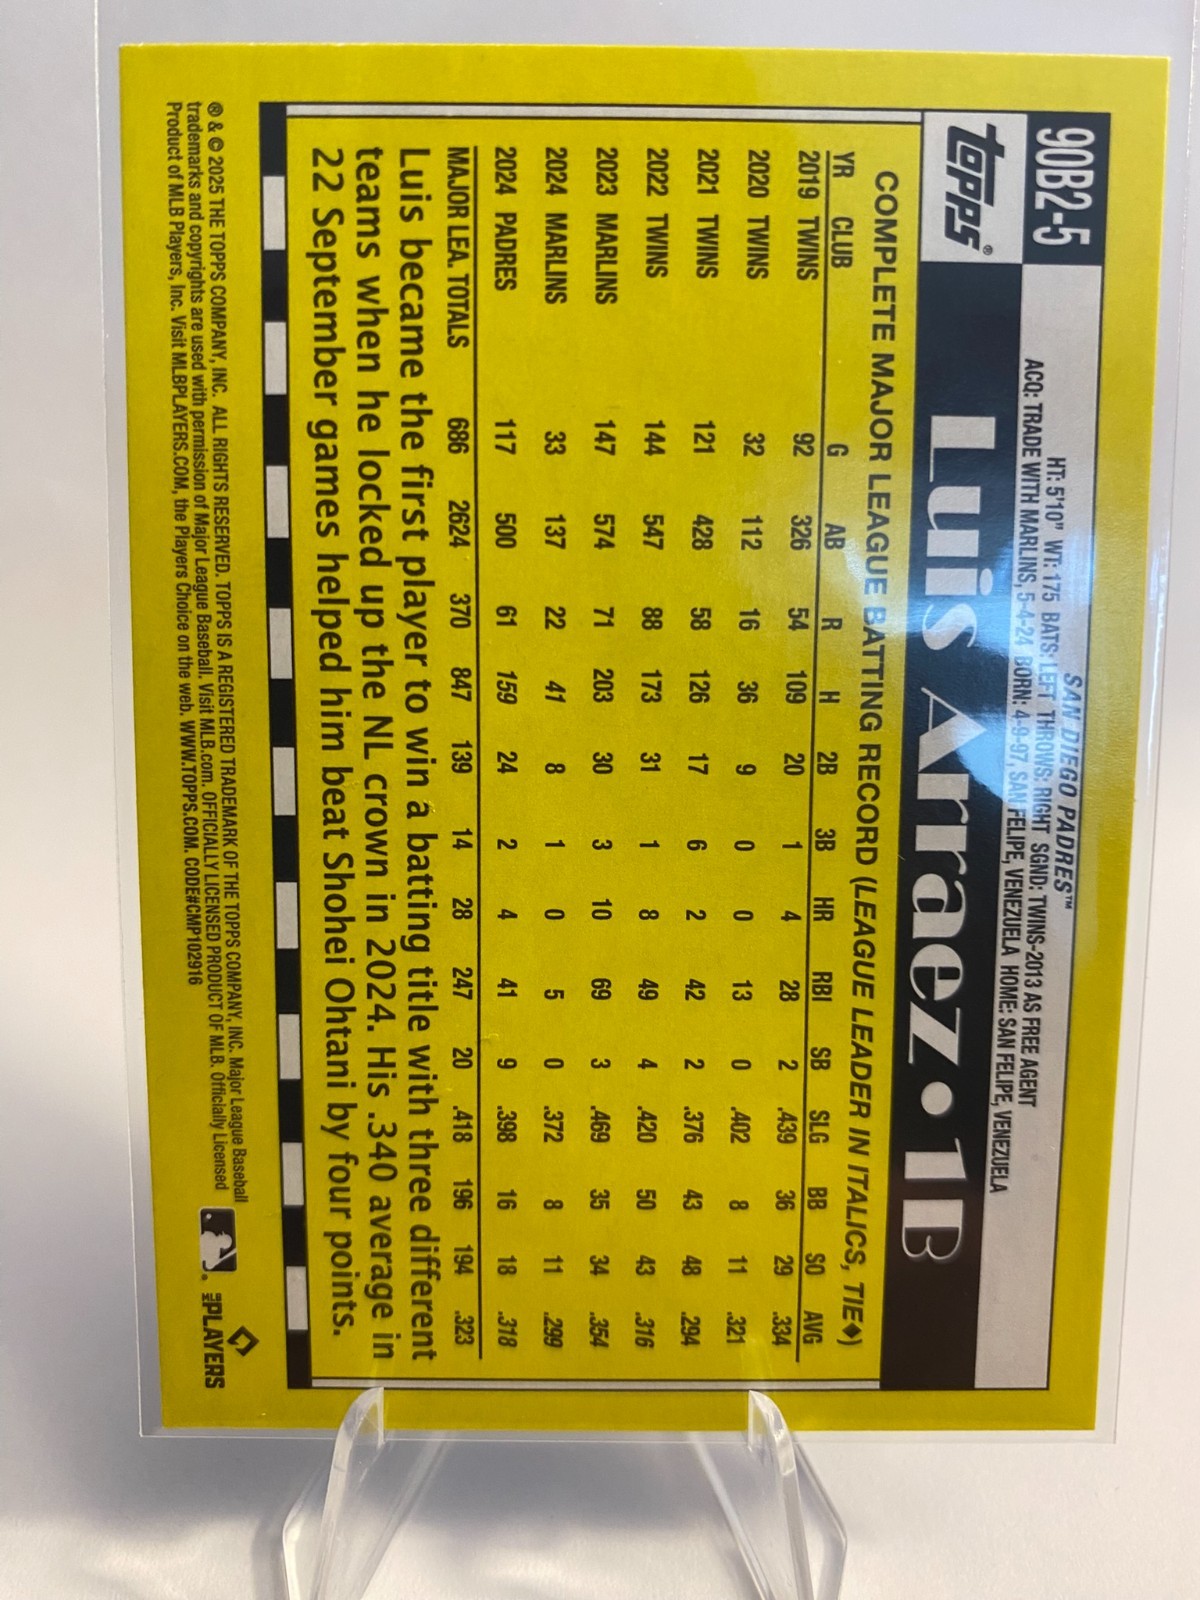 90B2-5
SAN DIEGO PADRES™
HT: 5'10" WT: 175 BATS: LEFT THROWS: RIGHT SGND: TWINS-2013 AS FREE AGENT
ACQ: TRADE WITH MARLINS, 5-4-24 BORN: 4-9-97, SAN FELIPE, VENEZUELA HOME: SAN FELIPE, VENEZUELA
topps® Luis Arraez • 1B
COMPLETE MAJOR LEAGUE BATTING RECORD (LEAGUE LEADER IN ITALICS, TIE♦)
YR CLUB G AB R H 2B 3B HR RBI SB SLG BB SO AVG
2019 TWINS 92 326 54 109 20 1 4 28 2 .439 36 29 .334
2020 TWINS 32 112 16 36 9 0 0 13 0 .402 8 11 .321
2021 TWINS 121 428 58 126 17 6 2 42 2 .376 43 48 .294
2022 TWINS 144 547 88 173 31 1 8 49 4 .420 50 43 .316
2023 MARLINS 147 574 71 203 30 3 10 69 3 .469 35 34 .354
2024 MARLINS 33 137 22 41 8 1 0 5 0 .372 8 11 .299
2024 PADRES 117 500 61 159 24 2 4 41 9 .398 16 18 .318
MAJOR LEA. TOTALS 686 2624 370 847 139 14 28 247 20 .418 196 194 .323
Luis became the first player to win a batting title with three different
teams when he locked up the NL crown in 2024. His .340 average in
22 September games helped him beat Shohei Ohtani by four points.
® & © 2025 THE TOPPS COMPANY, INC. ALL RIGHTS RESERVED. TOPPS IS A REGISTERED TRADEMARK OF THE TOPPS COMPANY, INC. Major League Baseball
trademarks and copyrights are used with permission of Major League Baseball. Visit MLB.com. OFFICIALLY LICENSED PRODUCT OF MLB. Officially Licensed
Product of MLB Players, Inc. Visit MLBPLAYERS.COM, the Players Choice on the web. WWW.TOPPS.COM. CODE#CMP102916
MLB PLAYERS